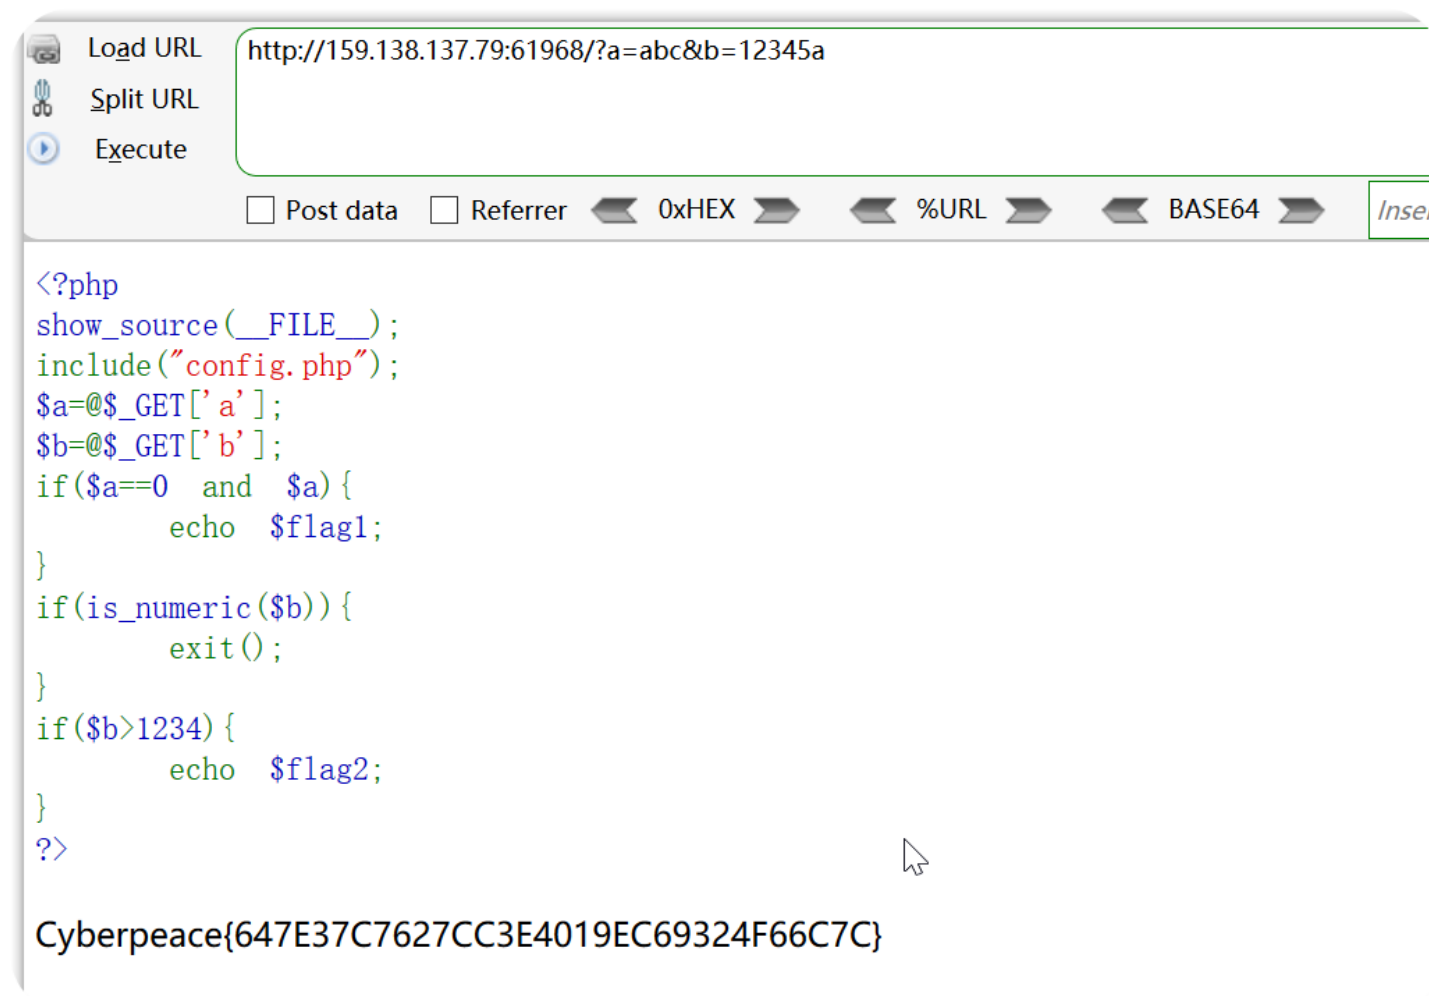 Load URL
http://159.138.137.79:61968/?a=abc&b=12345a
Split URL
Execute
Post data Referrer 0xHEX %URL BASE64
<?php
show_source(__FILE__);
include("config.php");
$a=@$_GET['a'];
$b=@$_GET['b'];
if($a==0 and $a){
echo $flag1;
}
if(is_numeric($b)){
exit();
}
if($b>1234){
echo $flag2;
}
?>
Cyberpeace{647E37C7627CC3E4019EC69324F66C7C}